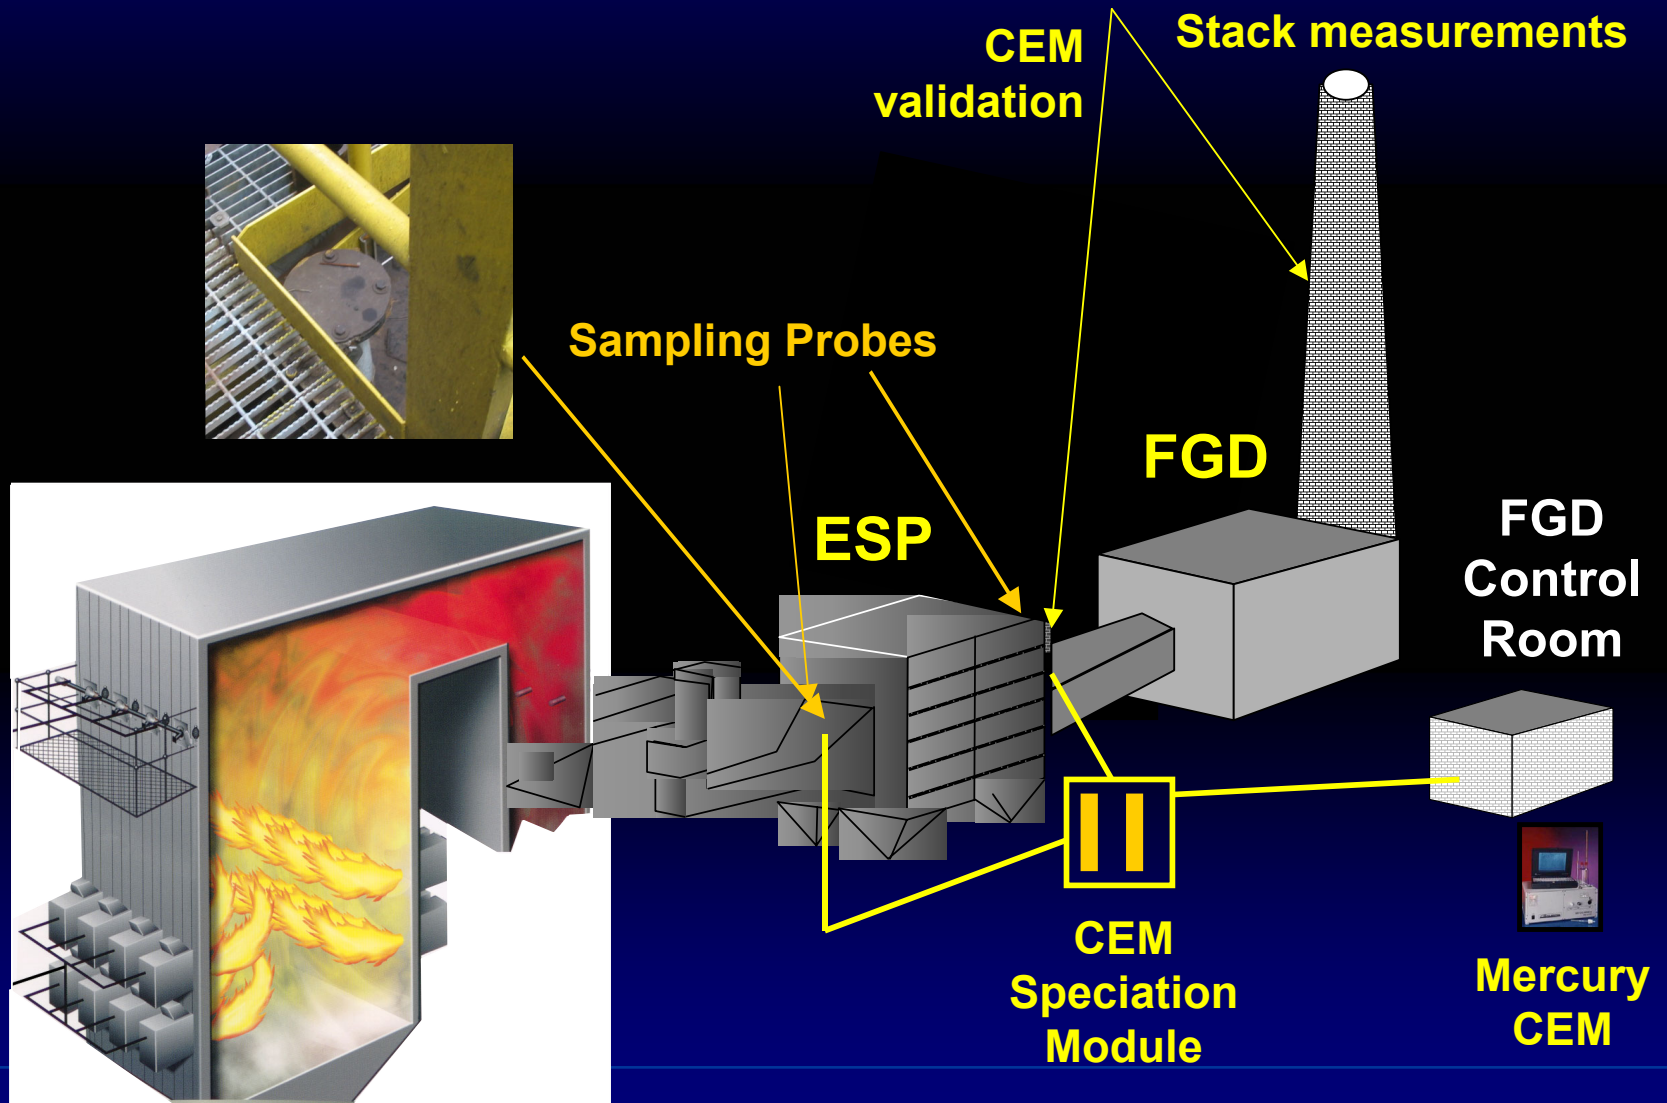 Stack measurements
CEM
validation
Sampling Probes
FGD
ESP
FGD
Control
Room
CEM
Speciation
Module
Mercury
CEM